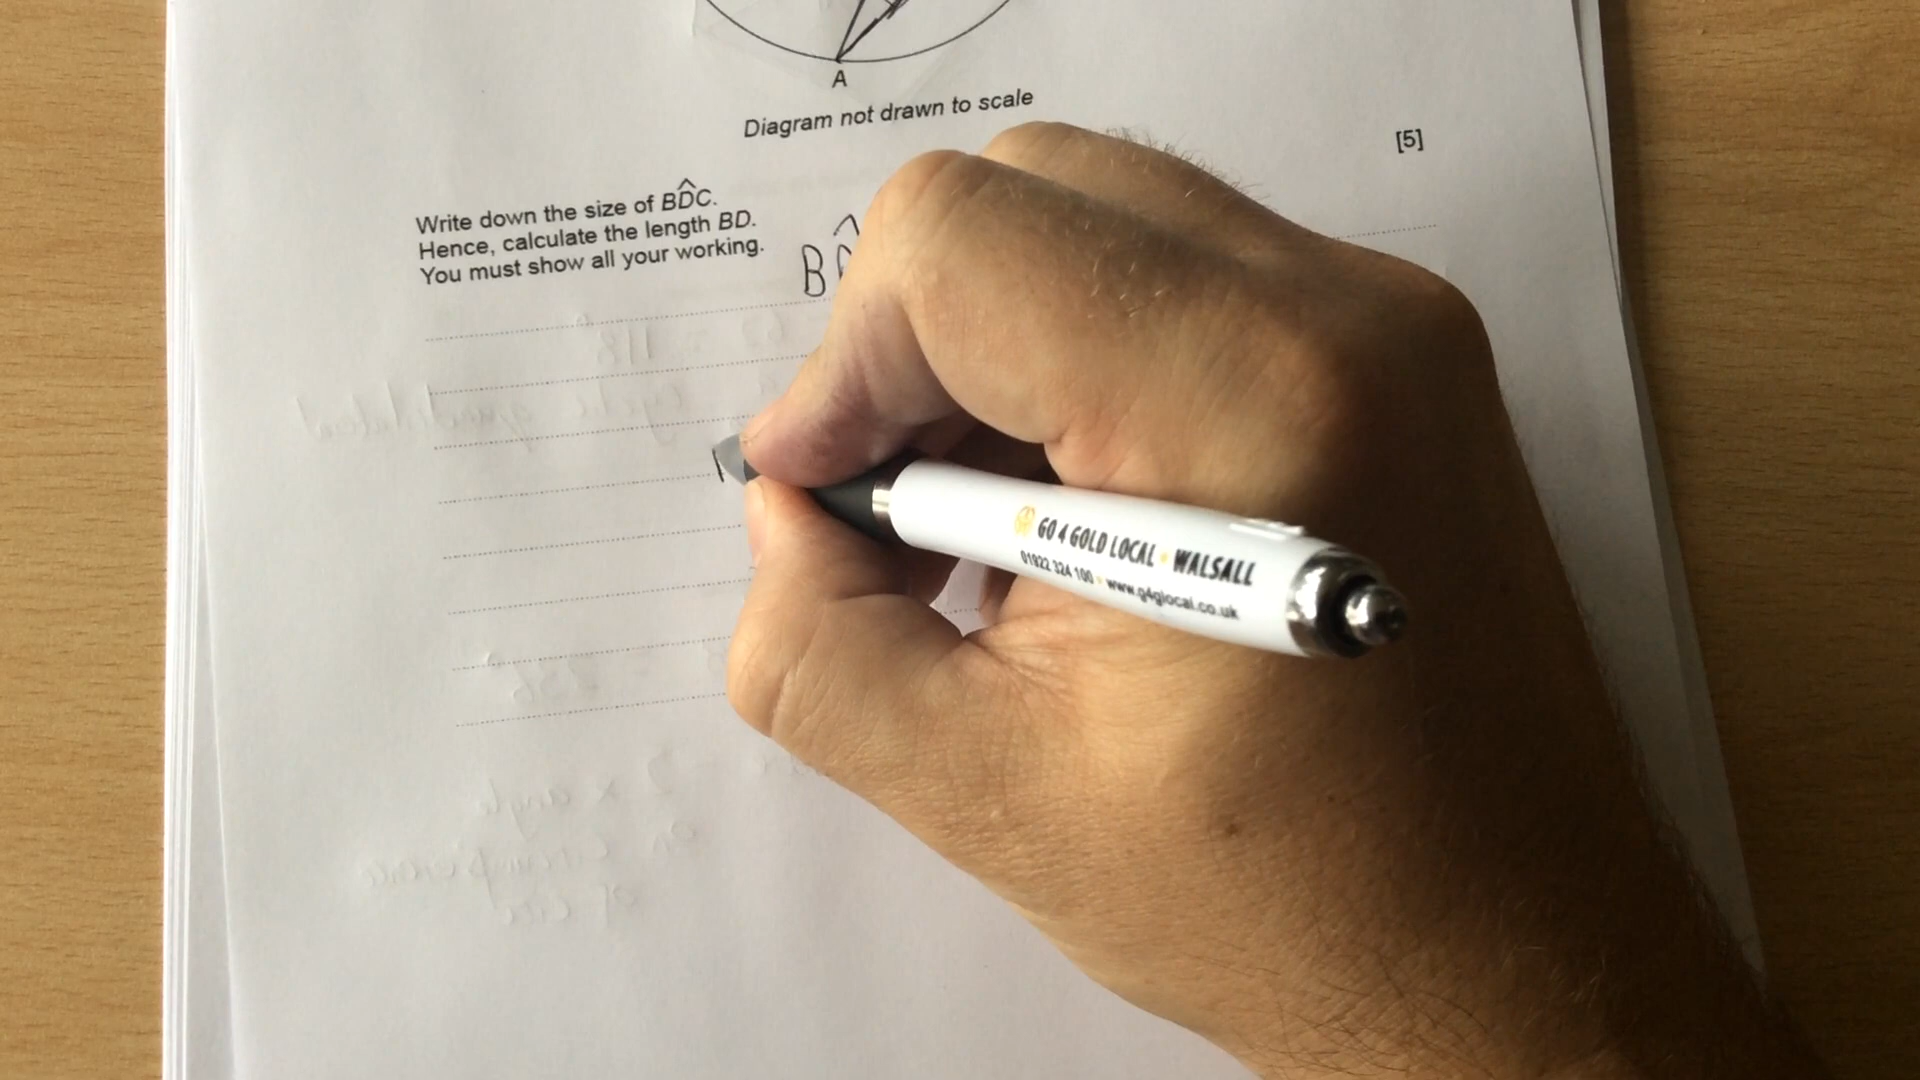 A
Diagram not drawn to scale
[5]
Write down the size of BD̂C.
Hence, calculate the length BD.
You must show all your working.
B
GO 4 GOLD LOCAL • WALSALL
01922 324 100 • www.g4glocal.co.uk